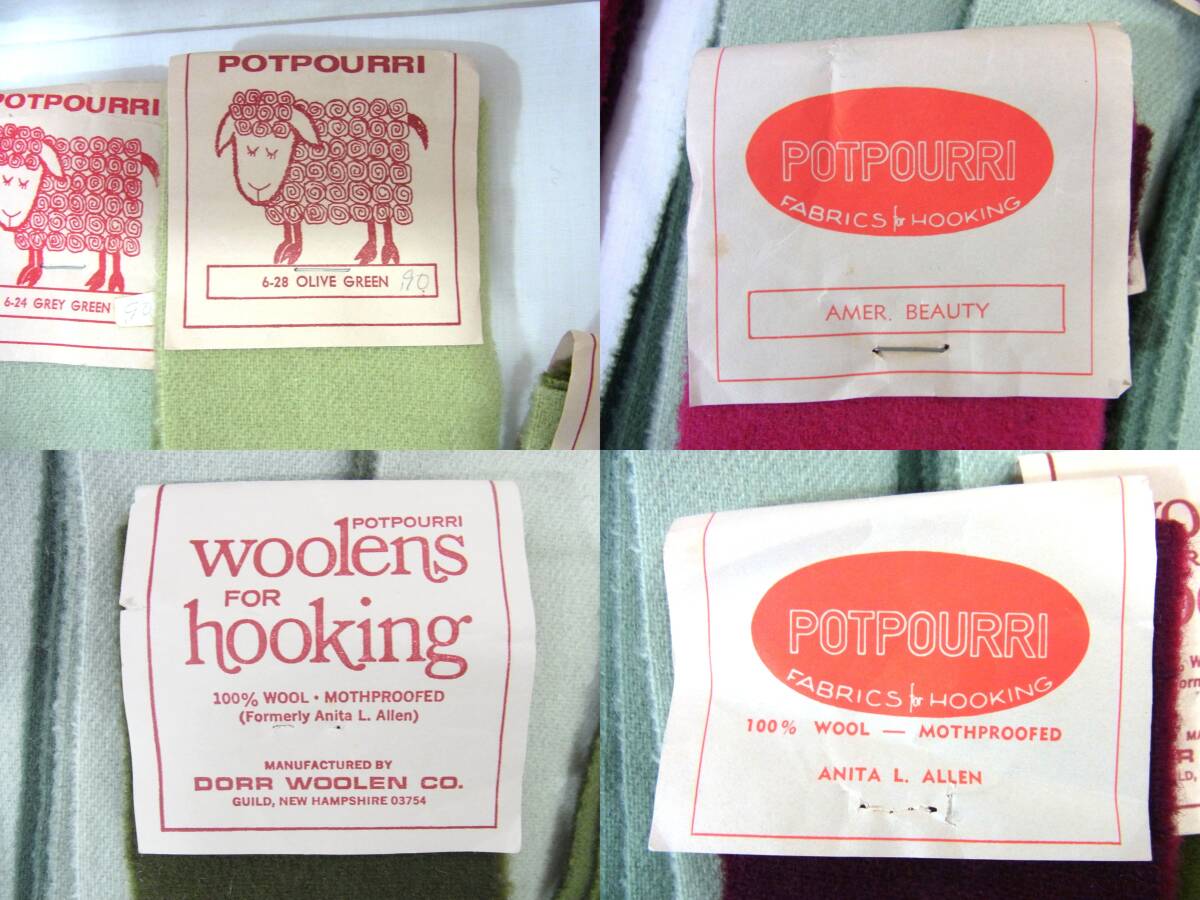 POTPOURRI
6-24 GREY GREEN .90
POTPOURRI
6-28 OLIVE GREEN .90
POTPOURRI
FABRICS for HOOKING
AMER. BEAUTY
POTPOURRI
woolens
FOR
hooking
100% WOOL • MOTHPROOFED
(Formerly Anita L. Allen)
MANUFACTURED BY
DORR WOOLEN CO.
GUILD, NEW HAMPSHIRE 03754
POTPOURRI
FABRICS for HOOKING
100% WOOL — MOTHPROOFED
ANITA L. ALLEN